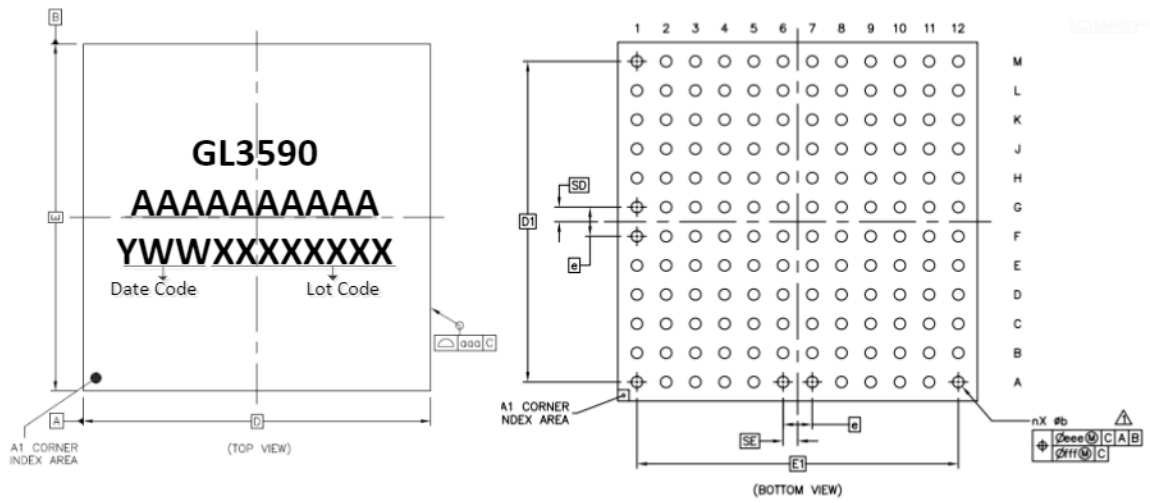 B
GL3590
AAAAAAAAAA
YWWXXXXXXXX
Date Code
Lot Code
E
aaa C
A
D
A1 CORNER
INDEX AREA
(TOP VIEW)
1 2 3 4 5 6 7 8 9 10 11 12
M
L
K
J
H
G
F
E
D
C
B
A
SD
D1
e
A1 CORNER
INDEX AREA
SE
e
E1
(BOTTOM VIEW)
nX øb
1
Øeee M C A B
Øfff M C